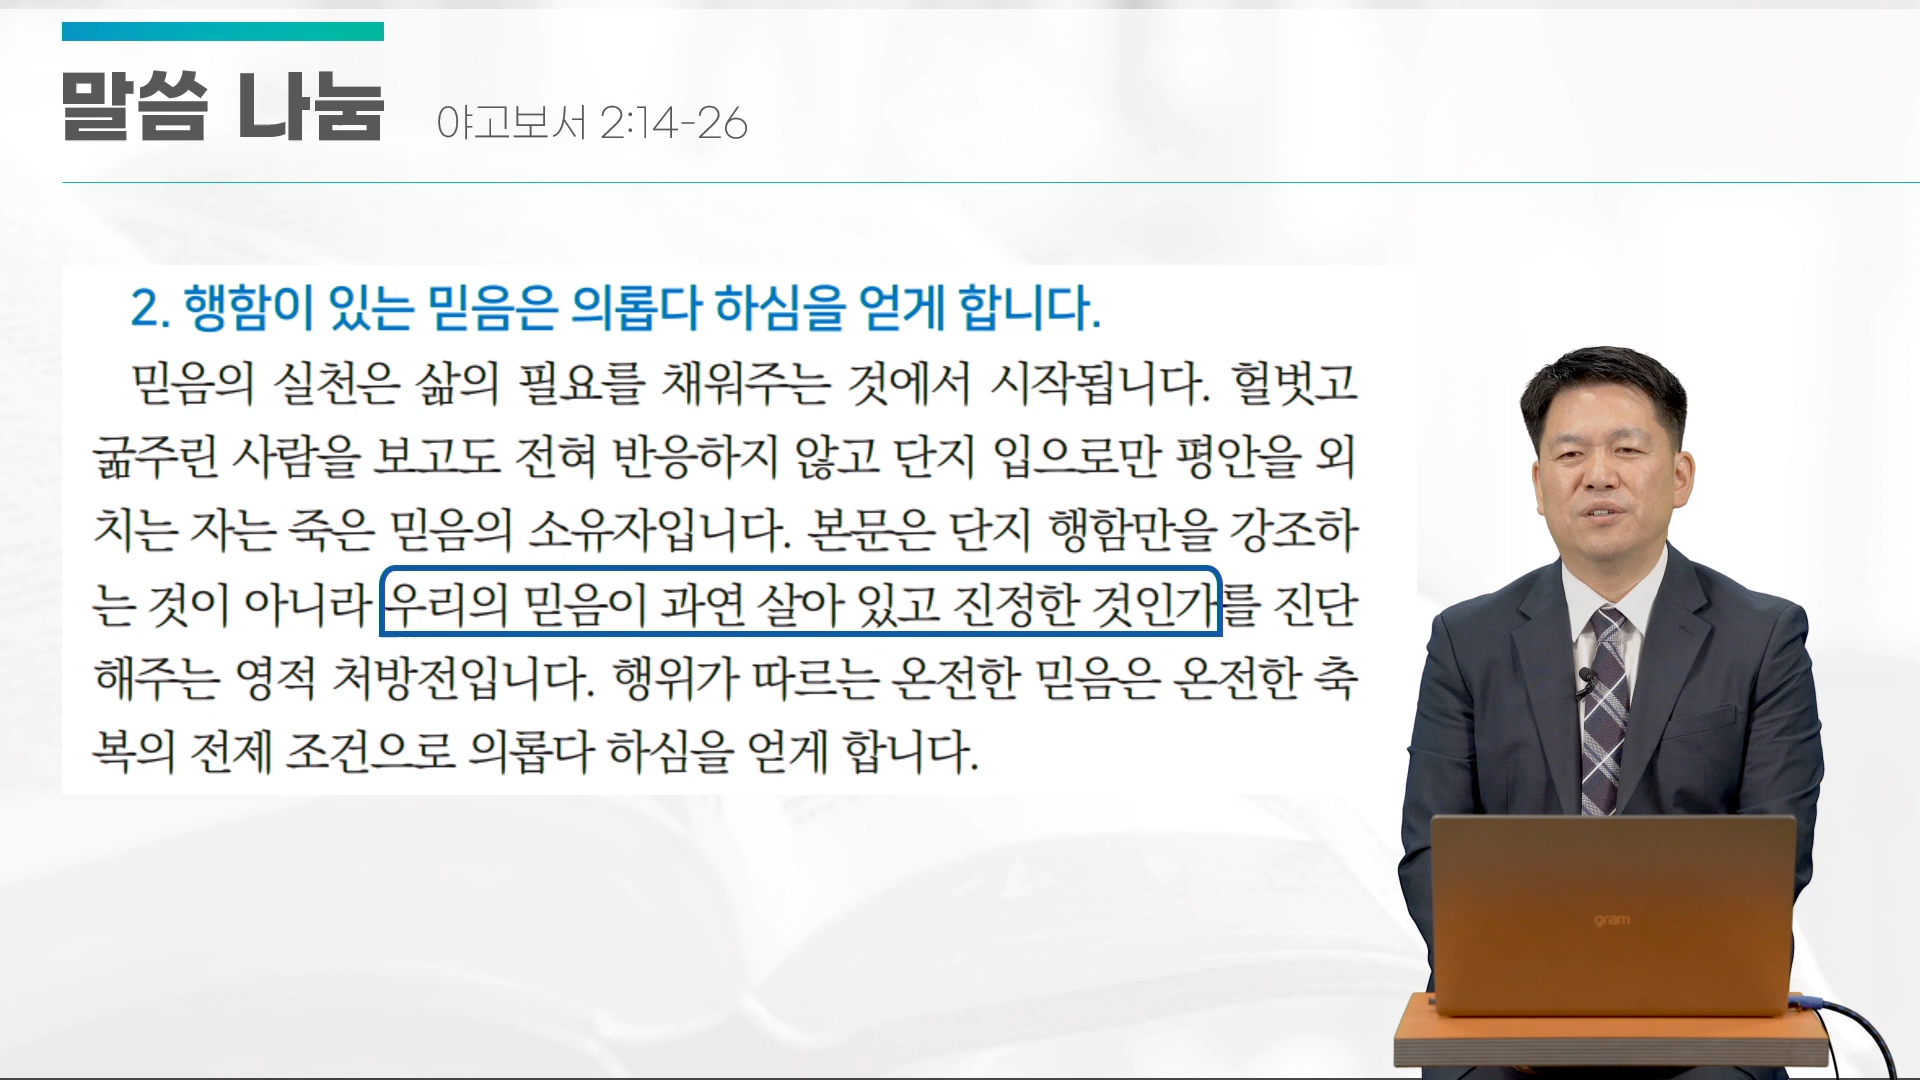 말씀 나눔 야고보서 2:14-26
2. 행함이 있는 믿음은 의롭다 하심을 얻게 합니다.
믿음의 실천은 삶의 필요를 채워주는 것에서 시작됩니다. 헐벗고
굶주린 사람을 보고도 전혀 반응하지 않고 단지 입으로만 평안을 외
치는 자는 죽은 믿음의 소유자입니다. 본문은 단지 행함만을 강조하
는 것이 아니라 우리의 믿음이 과연 살아 있고 진정한 것인가를 진단
해주는 영적 처방전입니다. 행위가 따르는 온전한 믿음은 온전한 축
복의 전제 조건으로 의롭다 하심을 얻게 합니다.
gram